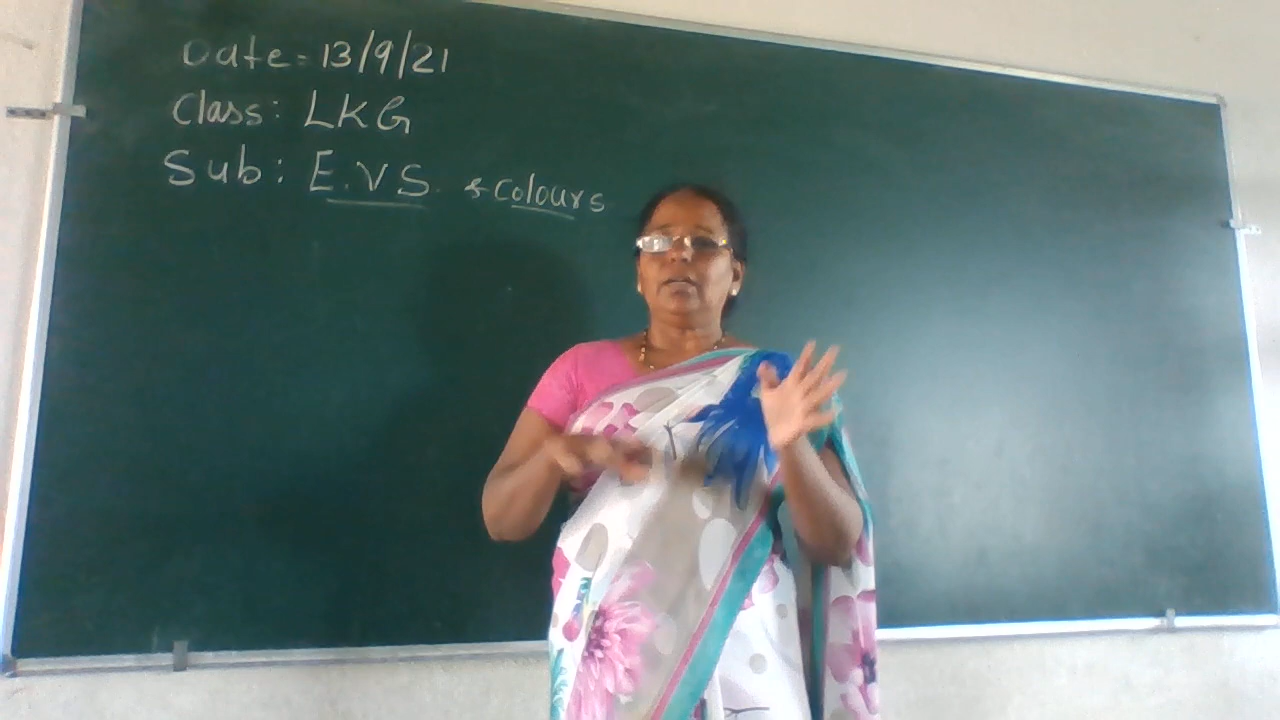 Date = 13/9/21
Class: LKG
Sub: E.V.S. & Colours